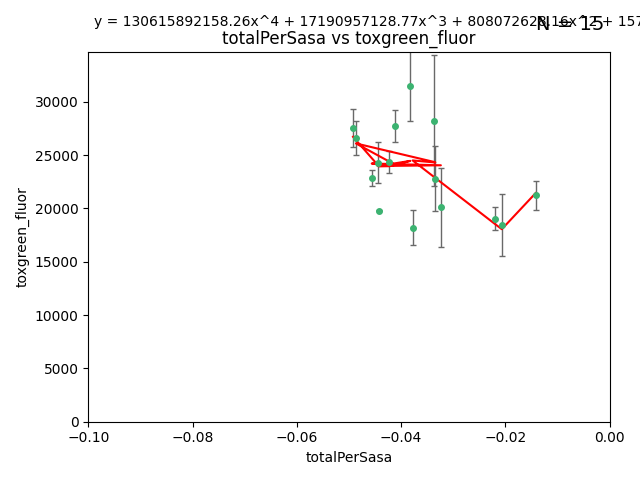 y = 130615892158.26x^4 + 17190957128.77x^3 + 808072628.16x^2 + 157
N = 15
totalPerSasa vs toxgreen_fluor
toxgreen_fluor
30000
25000
20000
15000
10000
5000
0
−0.10
−0.08
−0.06
−0.04
−0.02
0.00
totalPerSasa